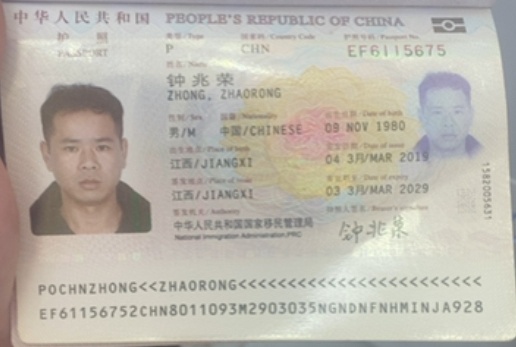 中华人民共和国 PEOPLE'S REPUBLIC OF CHINA
护照 类型/Type 国家码/Country Code 护照号码/Passport No.
PASSPORT P CHN EF6115675
姓名/Name
钟兆荣
ZHONG, ZHAORONG
性别/Sex 国籍/Nationality 出生日期/Date of birth
男/M 中国/CHINESE 09 NOV 1980
出生地点/Place of birth 签发日期/Date of issue
江西/JIANGXI 04 3月/MAR 2019
签发地点/Place of issue 有效期至/Date of expiry
江西/JIANGXI 03 3月/MAR 2029
签发机关/Authority 持照人签名/Bearer's signature
中华人民共和国国家移民管理局
National Immigration Administration,PRC
钟兆荣
1582005631
POCHNZHONG<<ZHAORONG<<<<<<<<<<<<<<<<<<<<<<<<
EF61156752CHN8011093M2903035NGNDNFNHMINJA928